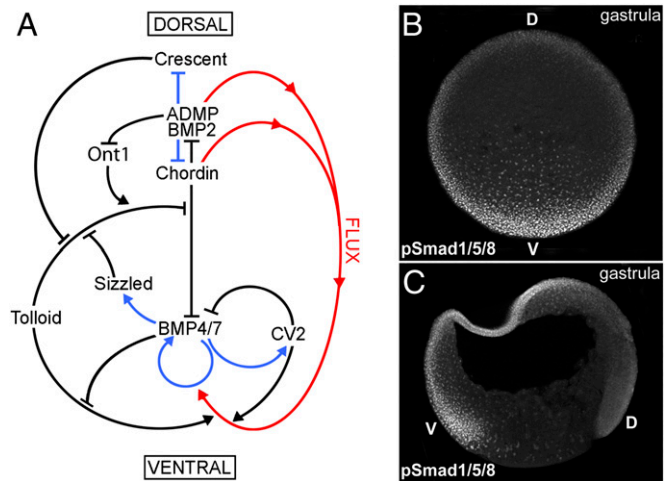 A
DORSAL
Crescent
ADMP
BMP2
Ont1
Chordin
FLUX
Sizzled
Tolloid
BMP4/7
CV2
VENTRAL
B
D
gastrula
pSmad1/5/8
V
C
gastrula
V
D
pSmad1/5/8